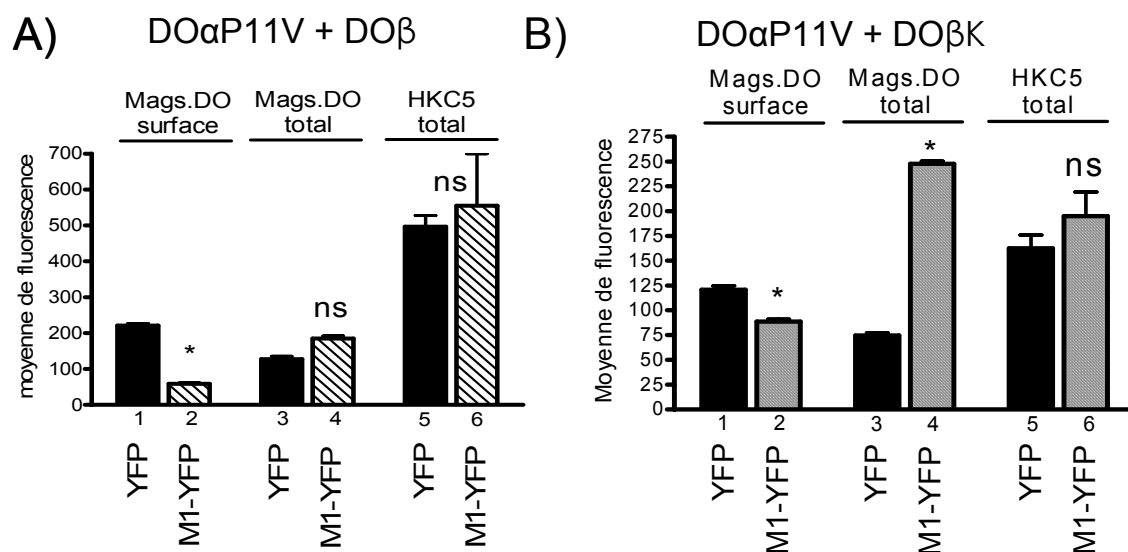 A)
DOαP11V + DOβ
Mags.DO surface
Mags.DO total
HKC5 total
moyenne de fluorescence
700
600
500
400
300
200
100
0
*
ns
ns
1 2 3 4 5 6
YFP
M1-YFP
YFP
M1-YFP
YFP
M1-YFP
B)
DOαP11V + DOβK
Mags.DO surface
Mags.DO total
HKC5 total
Moyenne de fluorescence
275
250
225
200
175
150
125
100
75
50
25
0
*
*
ns
1 2 3 4 5 6
YFP
M1-YFP
YFP
M1-YFP
YFP
M1-YFP